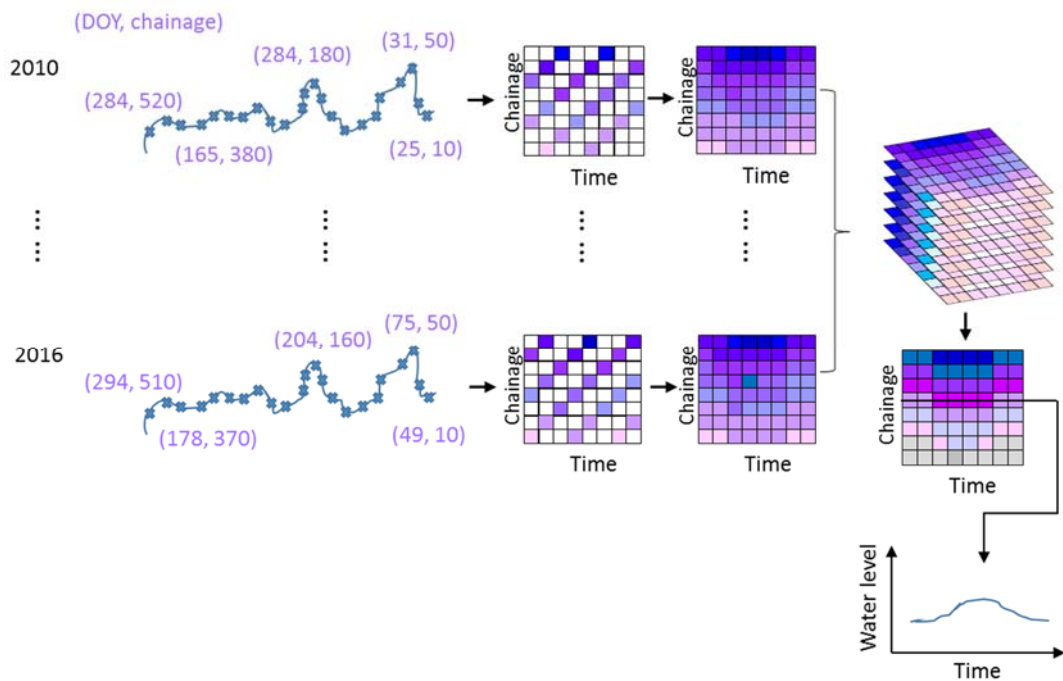 (DOY, chainage)
2010
(284, 520)
(165, 380)
(284, 180)
(31, 50)
(25, 10)
Chainage
Time
Chainage
Time
2016
(294, 510)
(178, 370)
(204, 160)
(75, 50)
(49, 10)
Chainage
Time
Chainage
Time
Chainage
Time
Water level
Time